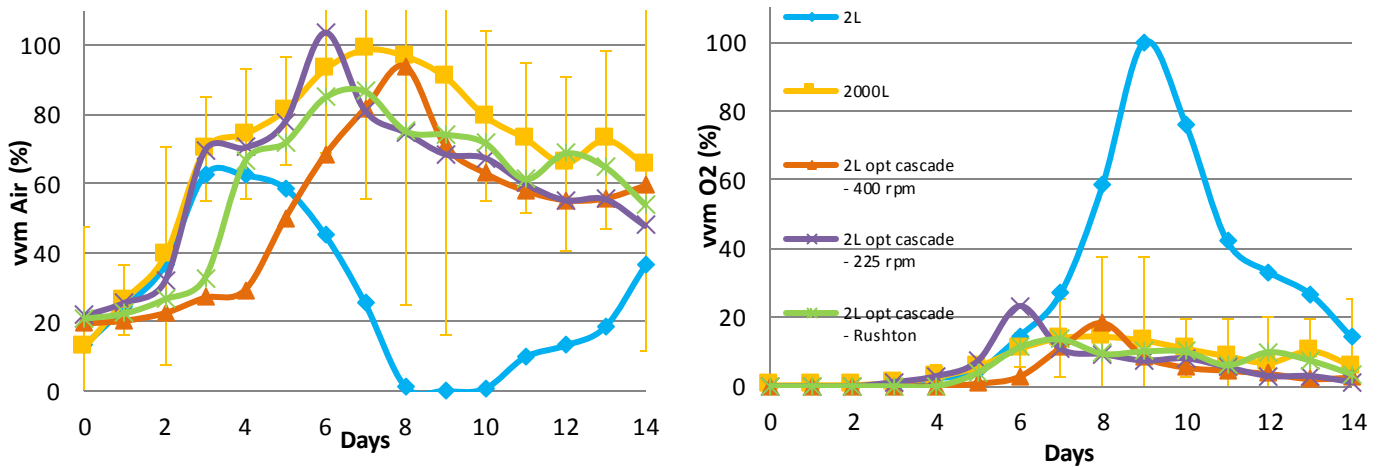 vvm Air (%)
100
80
60
40
20
0
0 2 4 6 8 10 12 14
Days
vvm O2 (%)
100
80
60
40
20
0
0 2 4 6 8 10 12 14
Days
2L
2000L
2L opt cascade
- 400 rpm
2L opt cascade
- 225 rpm
2L opt cascade
- Rushton